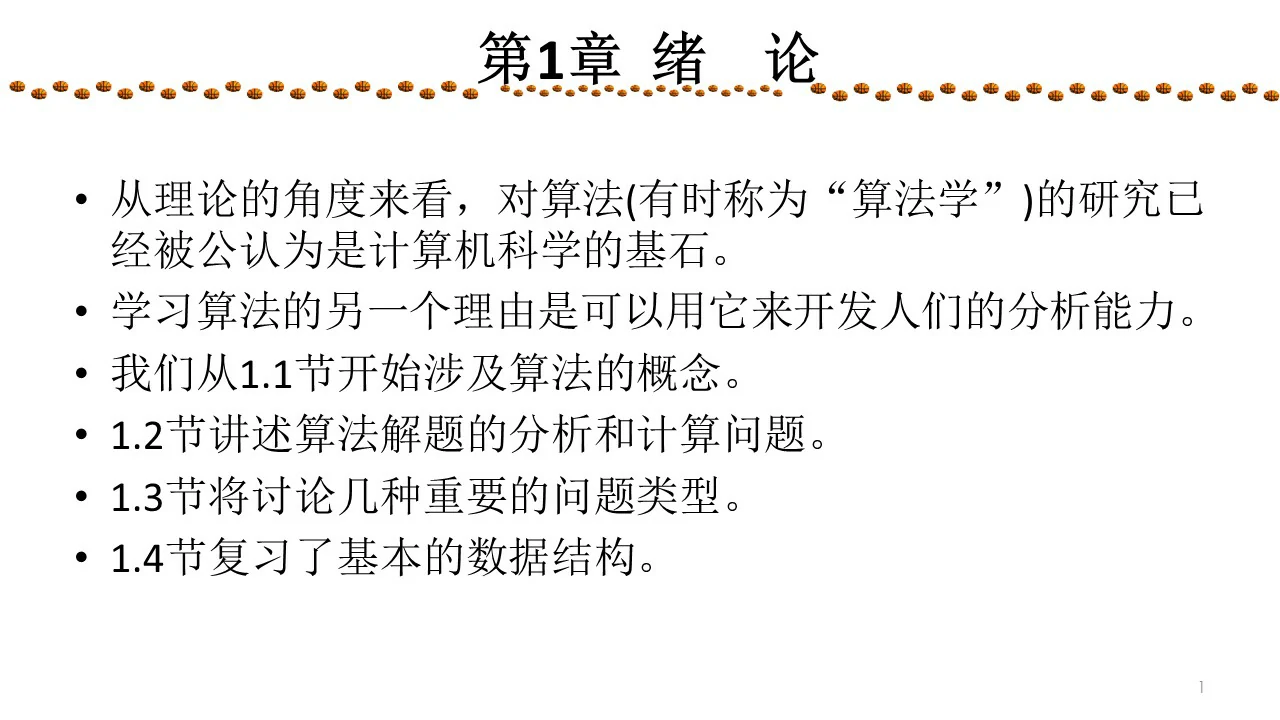 第1章 绪　论
• 从理论的角度来看，对算法(有时称为“算法学”)的研究已
经被公认为是计算机科学的基石。
• 学习算法的另一个理由是可以用它来开发人们的分析能力。
• 我们从1.1节开始涉及算法的概念。
• 1.2节讲述算法解题的分析和计算问题。
• 1.3节将讨论几种重要的问题类型。
• 1.4节复习了基本的数据结构。
1